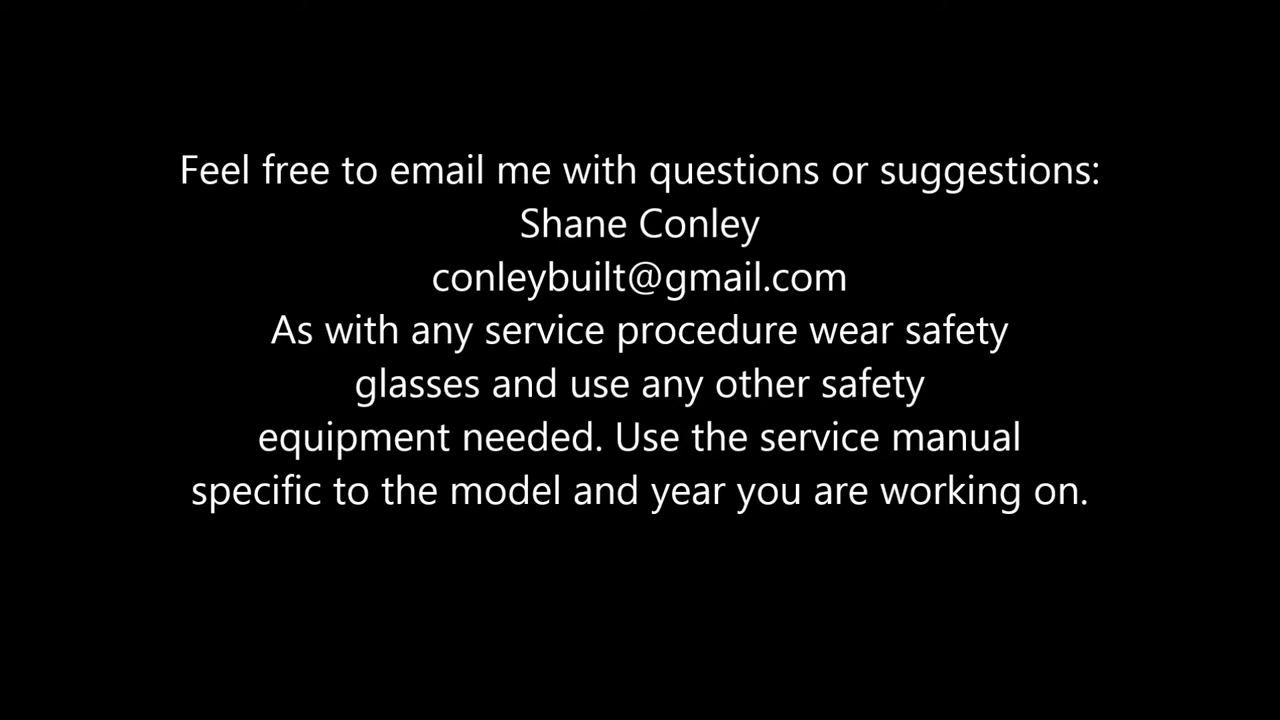 Feel free to email me with questions or suggestions:
Shane Conley
conleybuilt@gmail.com
As with any service procedure wear safety
glasses and use any other safety
equipment needed. Use the service manual
specific to the model and year you are working on.